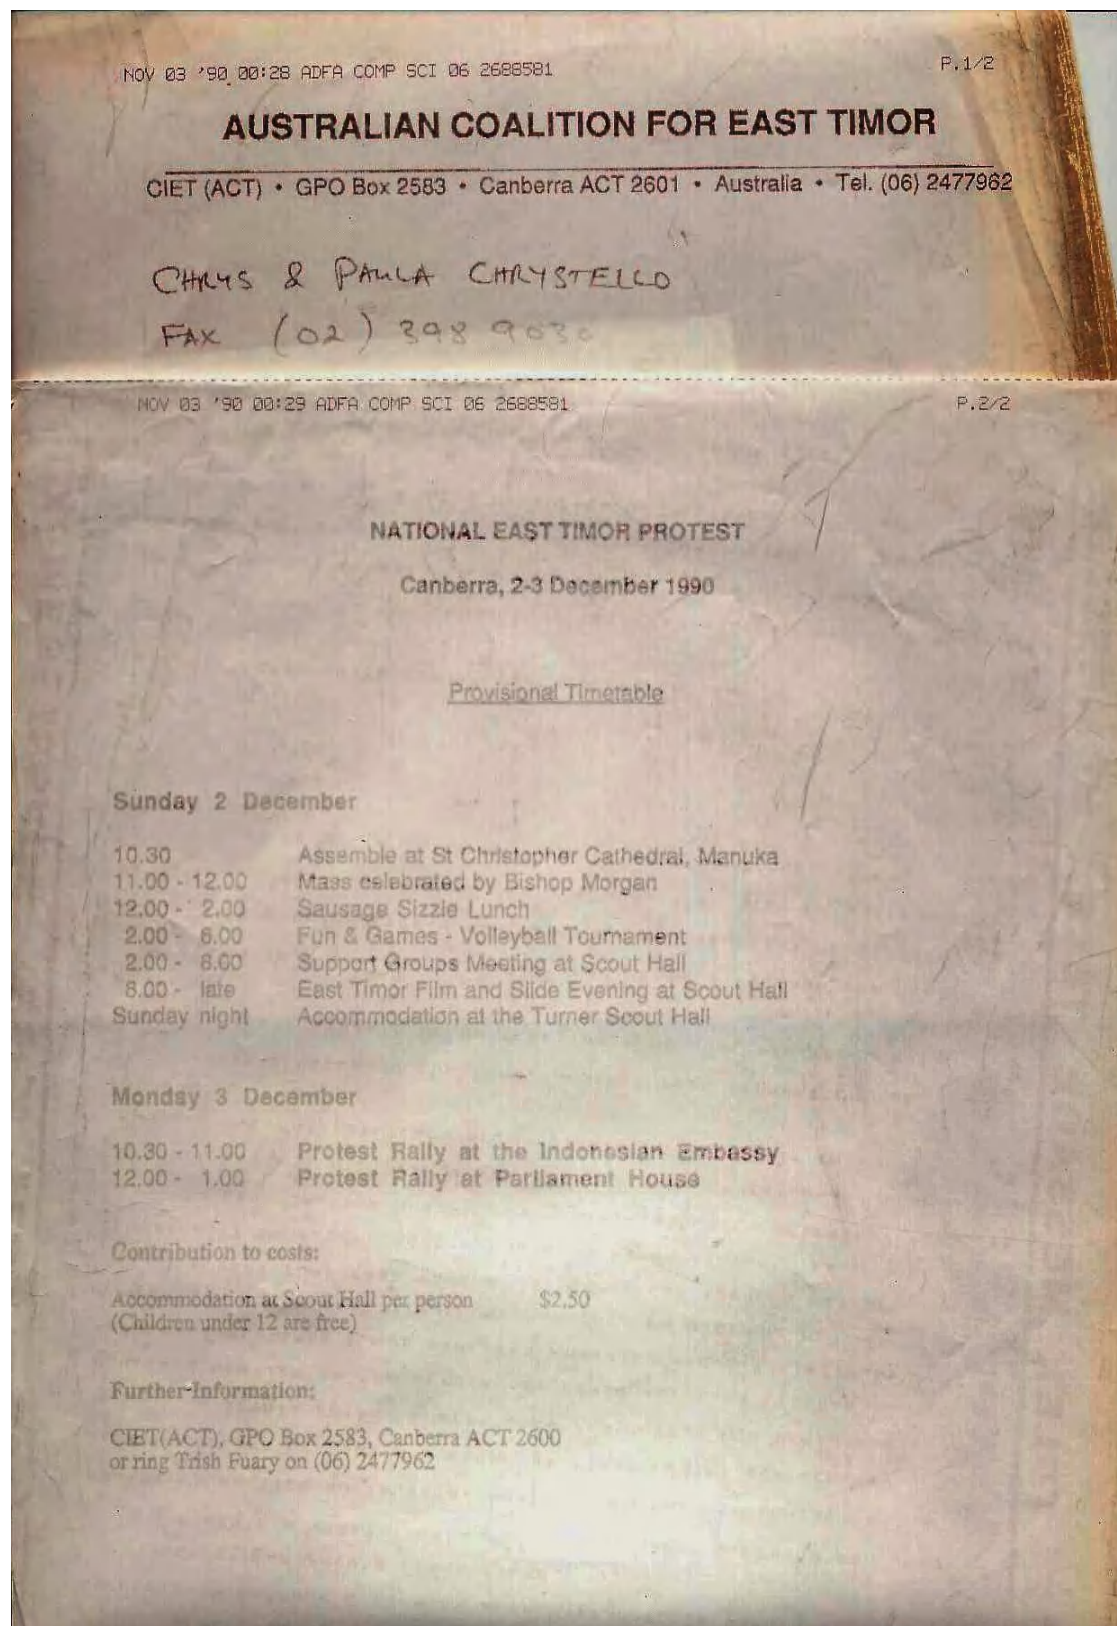 NOV 03 '90 00:28 ADFA COMP SCI 06 2688581 P.1/2
AUSTRALIAN COALITION FOR EAST TIMOR
CIET (ACT) • GPO Box 2583 • Canberra ACT 2601 • Australia • Tel. (06) 2477962
CHRYS & PAULA CHRYSTELLO
FAX (02) 398 9030
NOV 03 '90 00:29 ADFA COMP SCI 06 2688581 P.2/2
NATIONAL EAST TIMOR PROTEST
Canberra, 2-3 December 1990
Provisional Timetable
Sunday 2 December
10.30 Assemble at St Christopher Cathedral, Manuka
11.00 - 12.00 Mass celebrated by Bishop Morgan
12.00 - 2.00 Sausage Sizzle Lunch
2.00 - 6.00 Fun & Games - Volleyball Tournament
2.00 - 6.00 Support Groups Meeting at Scout Hall
8.00 - late East Timor Film and Slide Evening at Scout Hall
Sunday night Accommodation at the Turner Scout Hall
Monday 3 December
10.30 - 11.00 Protest Rally at the Indonesian Embassy
12.00 - 1.00 Protest Rally at Parliament House
Contribution to costs:
Accommodation at Scout Hall per person $2.50
(Children under 12 are free)
Further Information:
CIET(ACT), GPO Box 2583, Canberra ACT 2600
or ring Trish Fuary on (06) 2477962